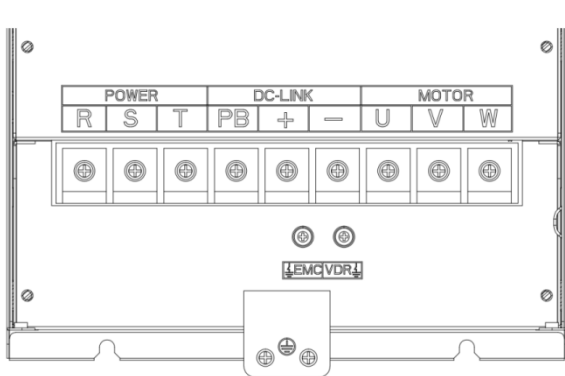 POWER DC-LINK MOTOR
R S T PB + − U V W
EMC VDR